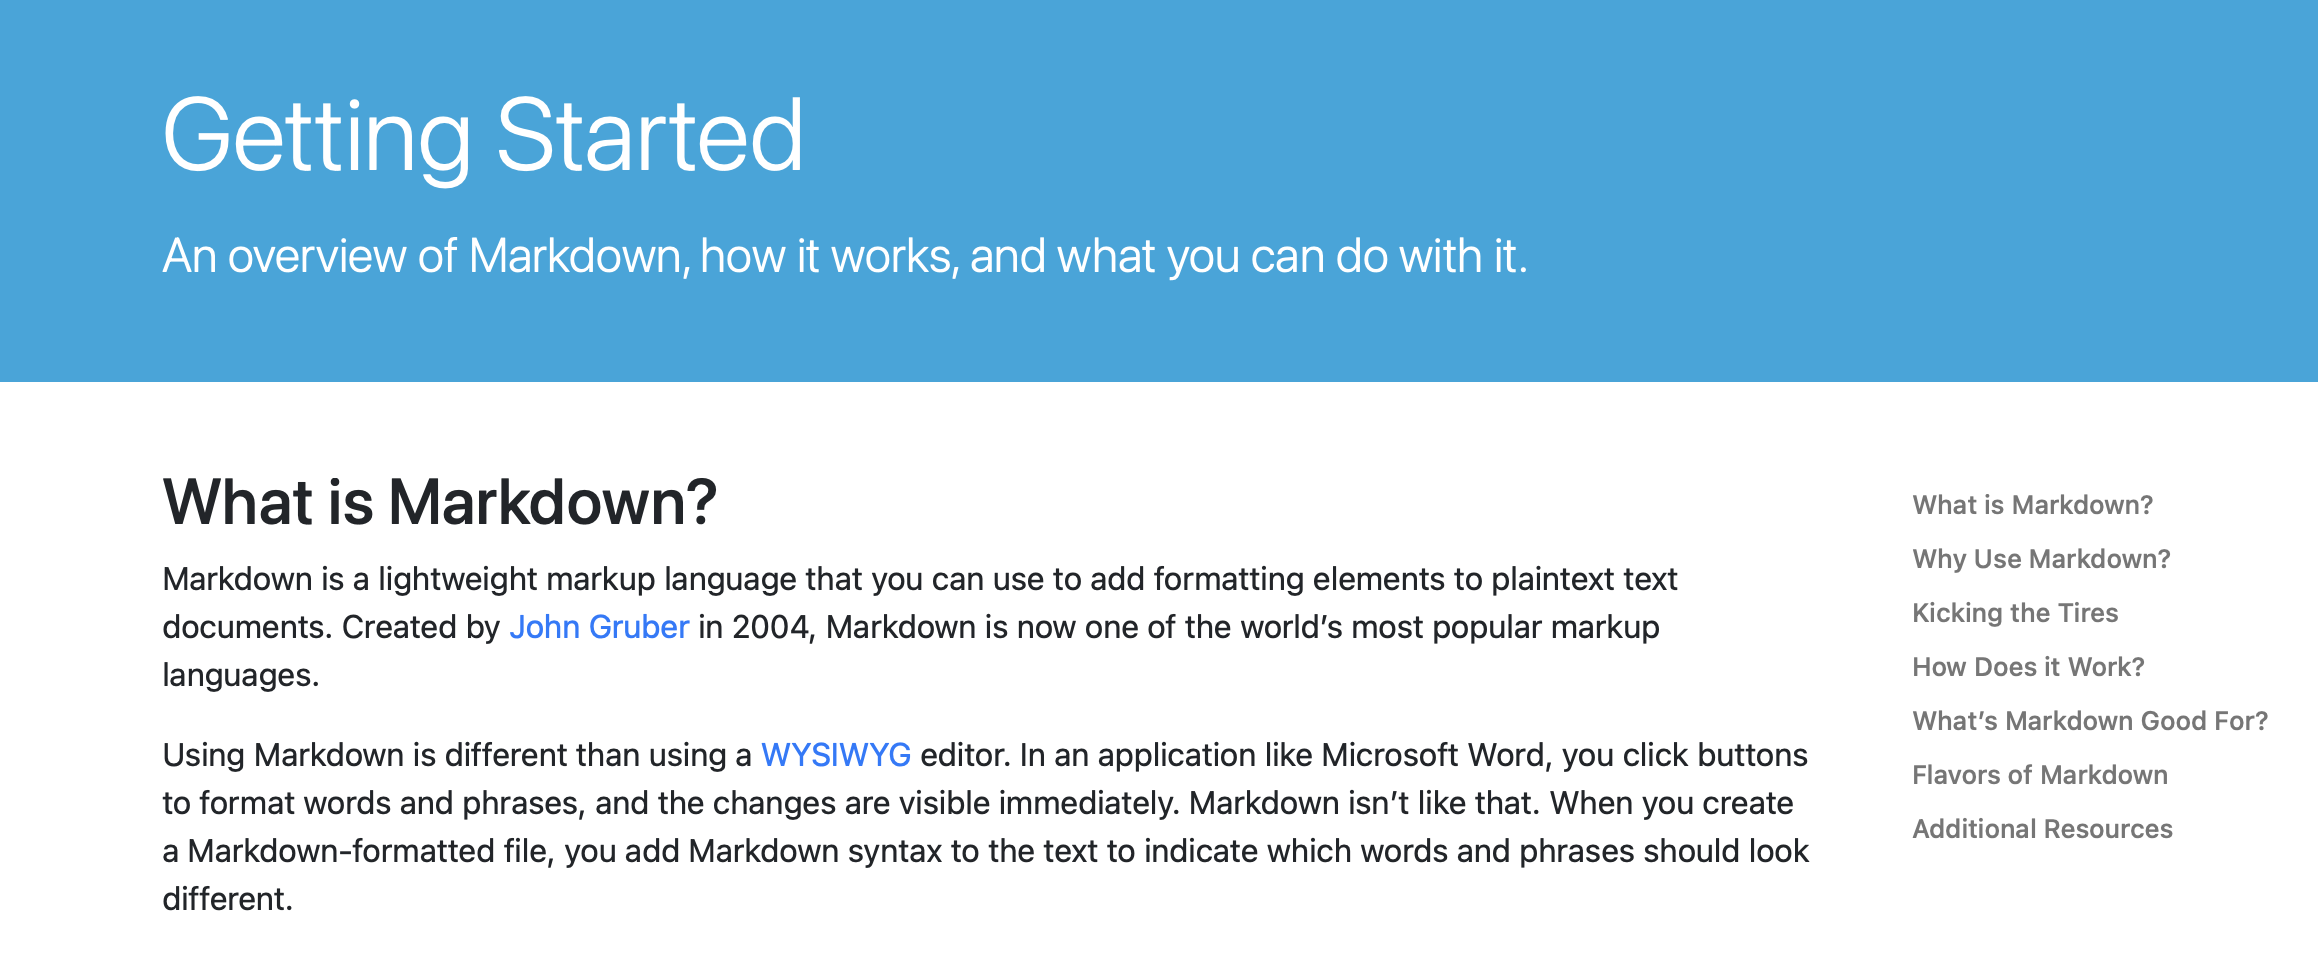 Getting Started
An overview of Markdown, how it works, and what you can do with it.
What is Markdown?
Markdown is a lightweight markup language that you can use to add formatting elements to plaintext text
documents. Created by John Gruber in 2004, Markdown is now one of the world’s most popular markup
languages.
Using Markdown is different than using a WYSIWYG editor. In an application like Microsoft Word, you click buttons
to format words and phrases, and the changes are visible immediately. Markdown isn’t like that. When you create
a Markdown-formatted file, you add Markdown syntax to the text to indicate which words and phrases should look
different.
What is Markdown?
Why Use Markdown?
Kicking the Tires
How Does it Work?
What’s Markdown Good For?
Flavors of Markdown
Additional Resources